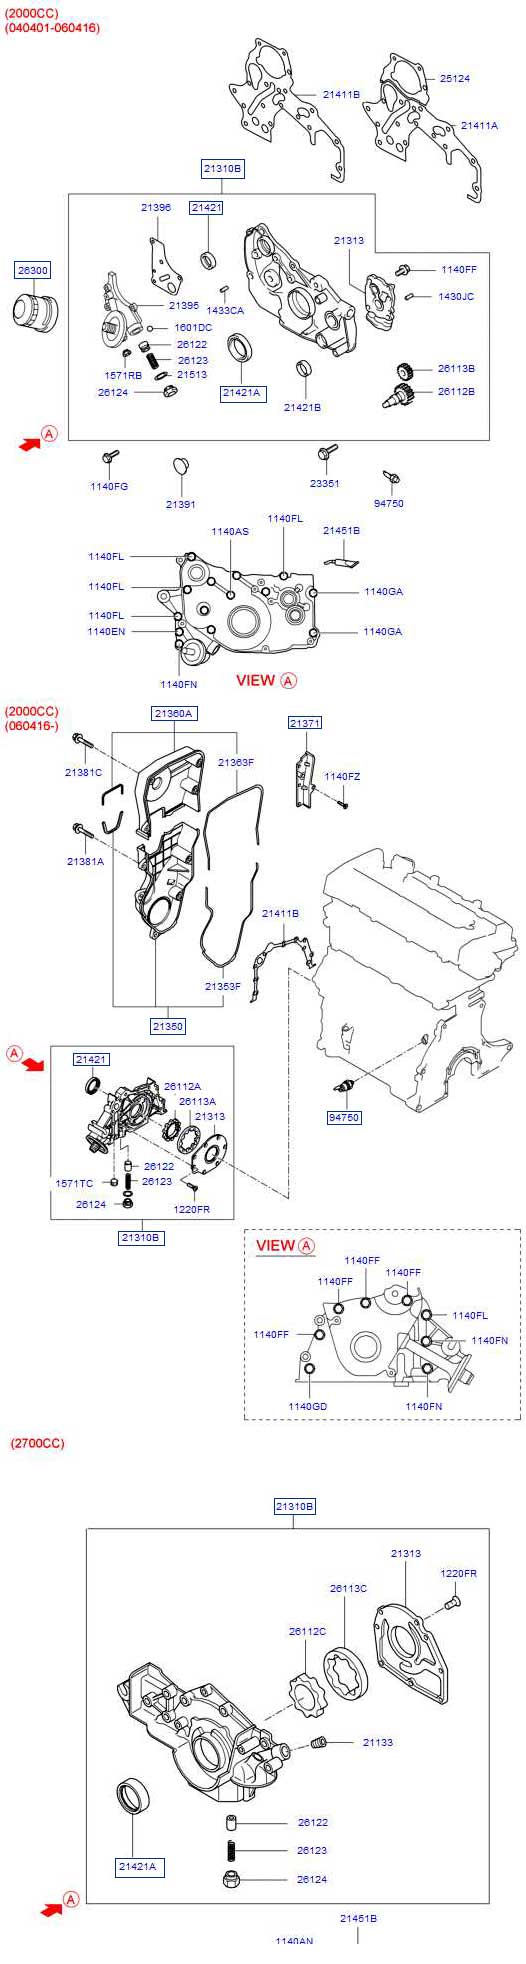 (2000CC)
(040401-060416)
25124
21411B
21411A
21310B
21396
21421
21313
26300
1140FF
21395
1433CA
1430JC
1601DC
26122
26123
21513
1571RB
26124
21421A
21421B
26113B
26112B
A
1140FG
21391
23351
94750
1140FL
1140AS
21451B
1140FL
1140FL
1140GA
1140FL
1140EN
1140GA
1140FN
VIEW A
(2000CC)
(060416-)
21360A
21371
21381C
21363F
1140FZ
21381A
21411B
21353F
21350
A
21421
26112A
26113A
21313
94750
26122
26123
1571TC
26124
1220FR
21310B
VIEW A
1140FF
1140FF
1140FF
1140FL
1140FF
1140FN
1140GD
1140FN
(2700CC)
21310B
21313
1220FR
26113C
26112C
21133
26122
26123
21421A
26124
A
21451B
1140AN